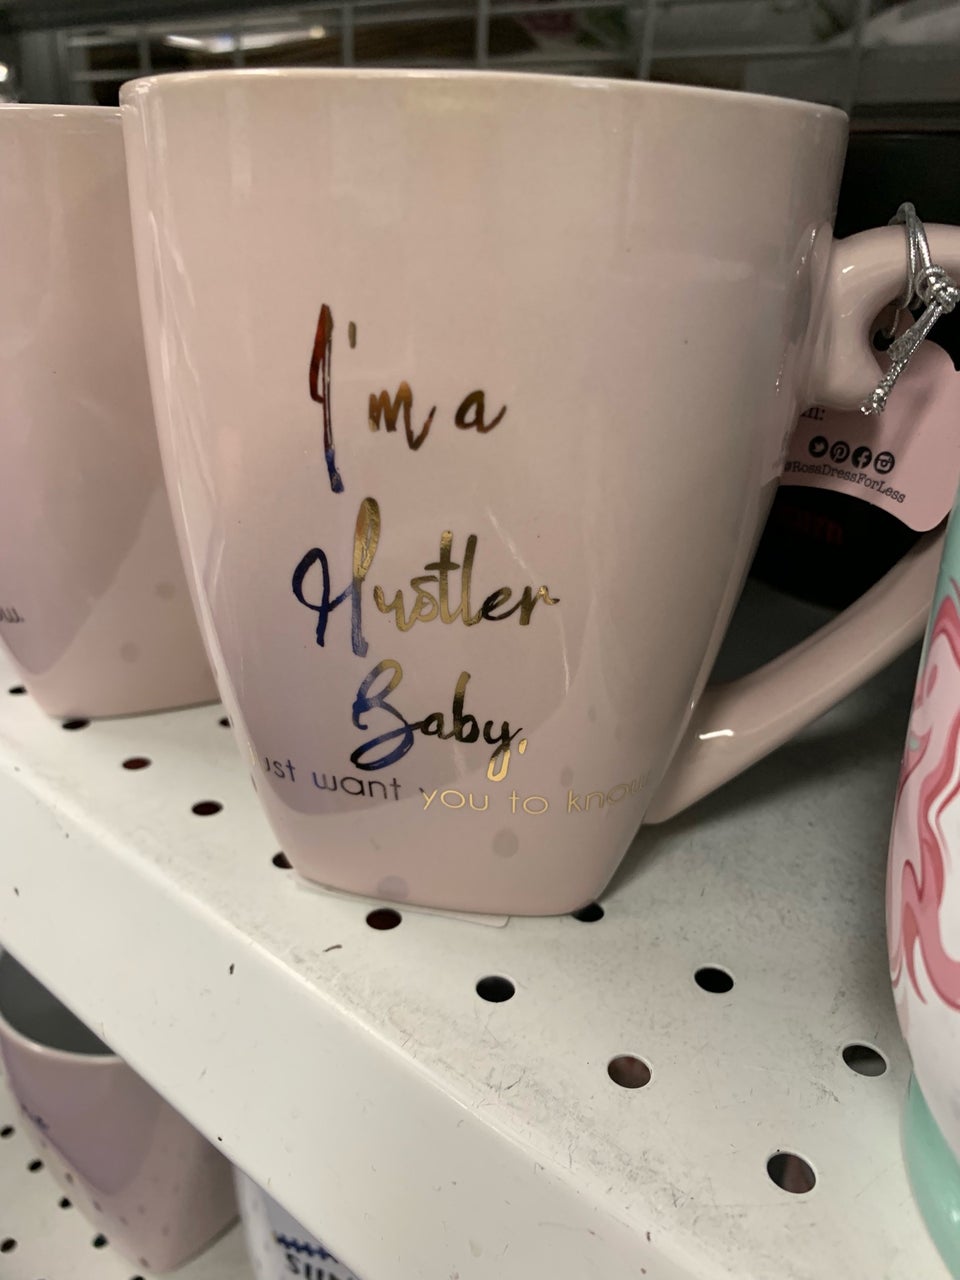 I'm a
Hustler
Baby,
ust want you to know
@RossDressForLess